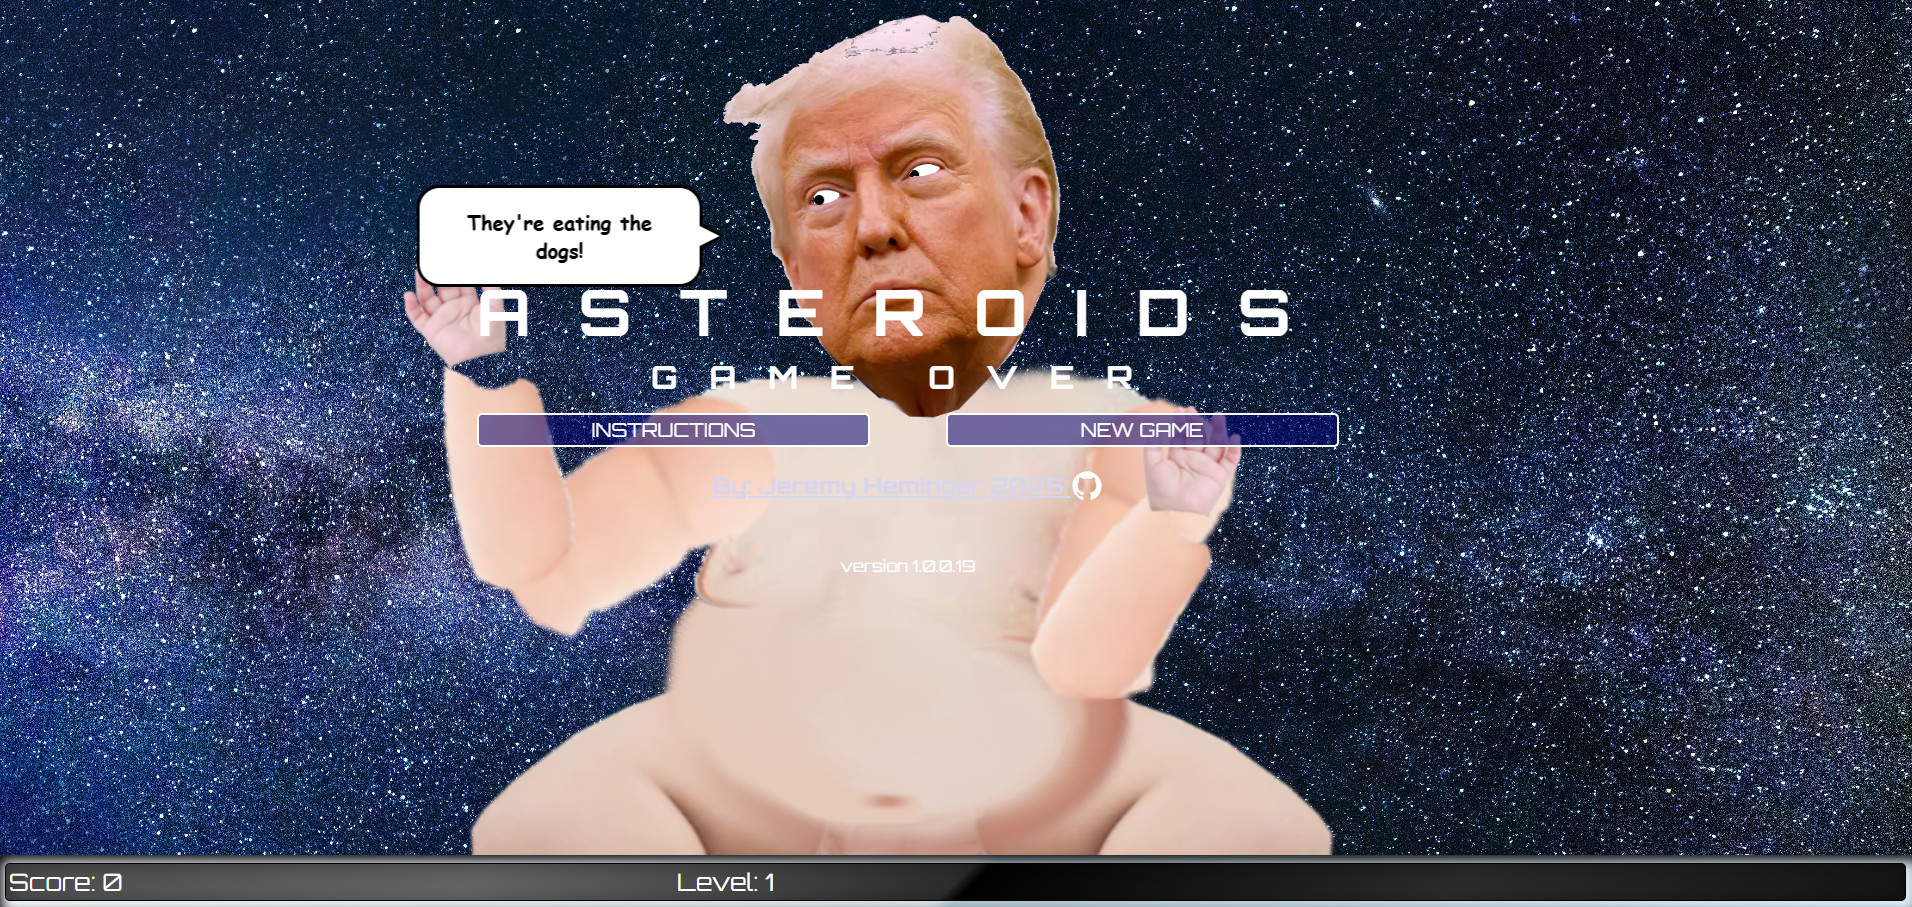 They're eating the
dogs!
ASTEROIDS
GAME OVER
INSTRUCTIONS
NEW GAME
By: Jeremy Heminger 2025
version 1.0.0.19
Score: 0
Level: 1